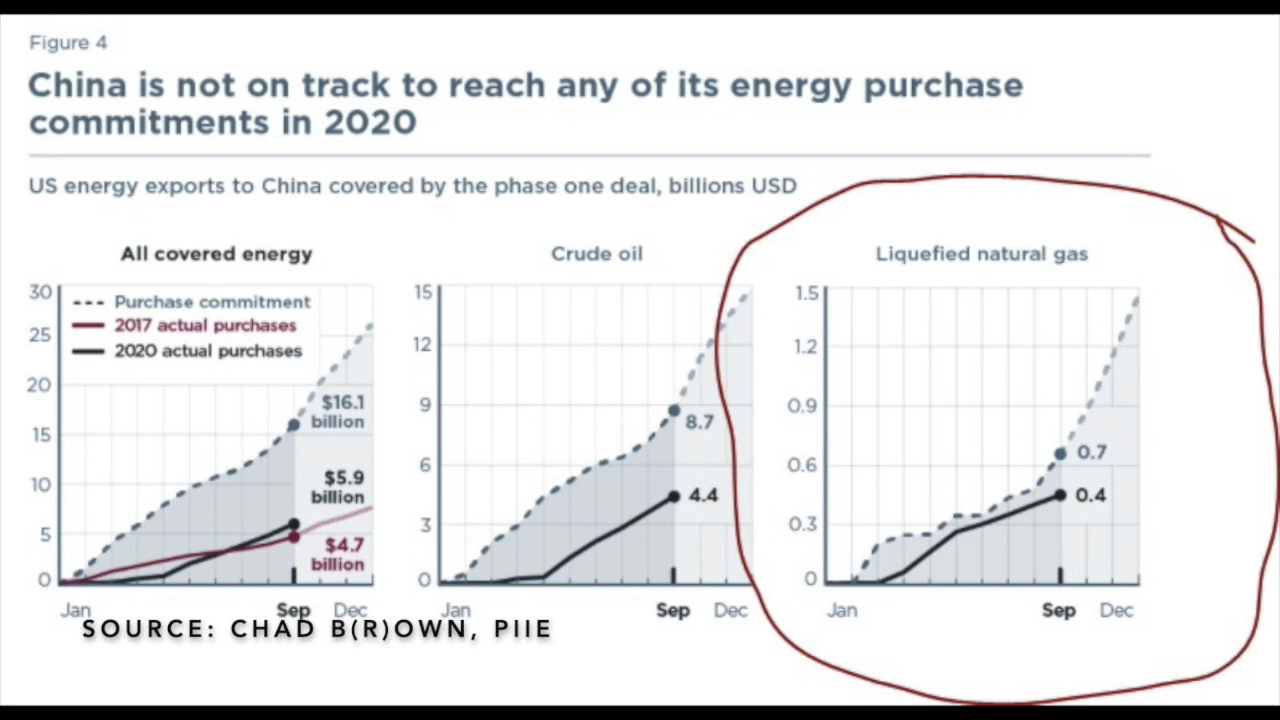 Figure 4
China is not on track to reach any of its energy purchase
commitments in 2020
US energy exports to China covered by the phase one deal, billions USD
All covered energy
30
25
20
15
10
5
0
Purchase commitment
2017 actual purchases
2020 actual purchases
$16.1
billion
$5.9
billion
$4.7
billion
Jan Sep Dec
Crude oil
15
12
9
6
3
0
8.7
4.4
Jan Sep Dec
Liquefied natural gas
1.5
1.2
0.9
0.6
0.3
0
0.7
0.4
Jan Sep Dec
SOURCE: CHAD B(R)OWN, PIIE